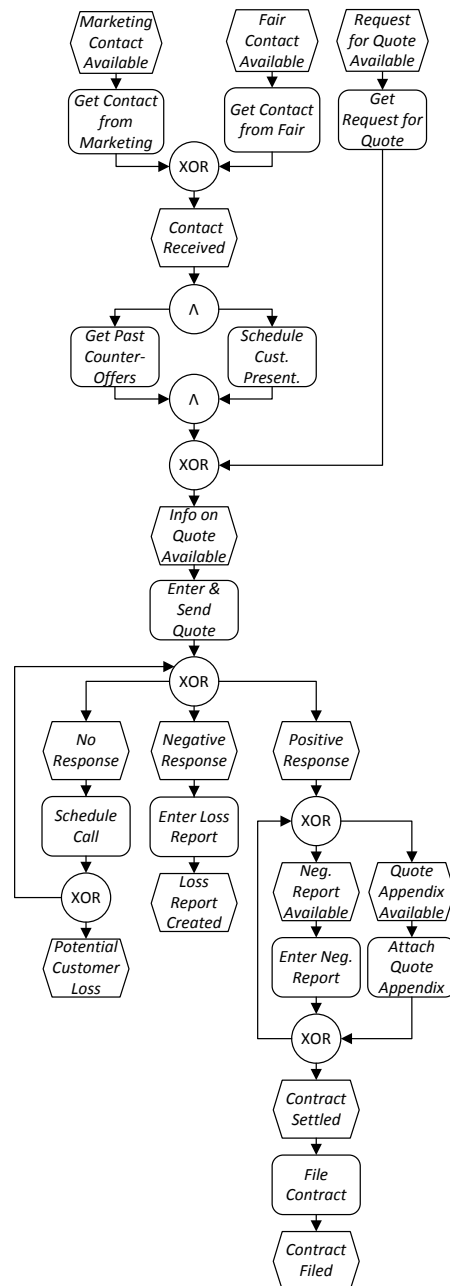 Marketing
Contact
Available
Fair
Contact
Available
Request
for Quote
Available
Get Contact
from
Marketing
Get Contact
from Fair
Get
Request for
Quote
XOR
Contact
Received
Λ
Get Past
Counter-
Offers
Schedule
Cust.
Present.
Λ
XOR
Info on
Quote
Available
Enter &
Send
Quote
XOR
No
Response
Negative
Response
Positive
Response
Schedule
Call
Enter Loss
Report
XOR
XOR
Loss
Report
Created
Neg.
Report
Available
Quote
Appendix
Available
Potential
Customer
Loss
Enter Neg.
Report
Attach
Quote
Appendix
XOR
Contract
Settled
File
Contract
Contract
Filed